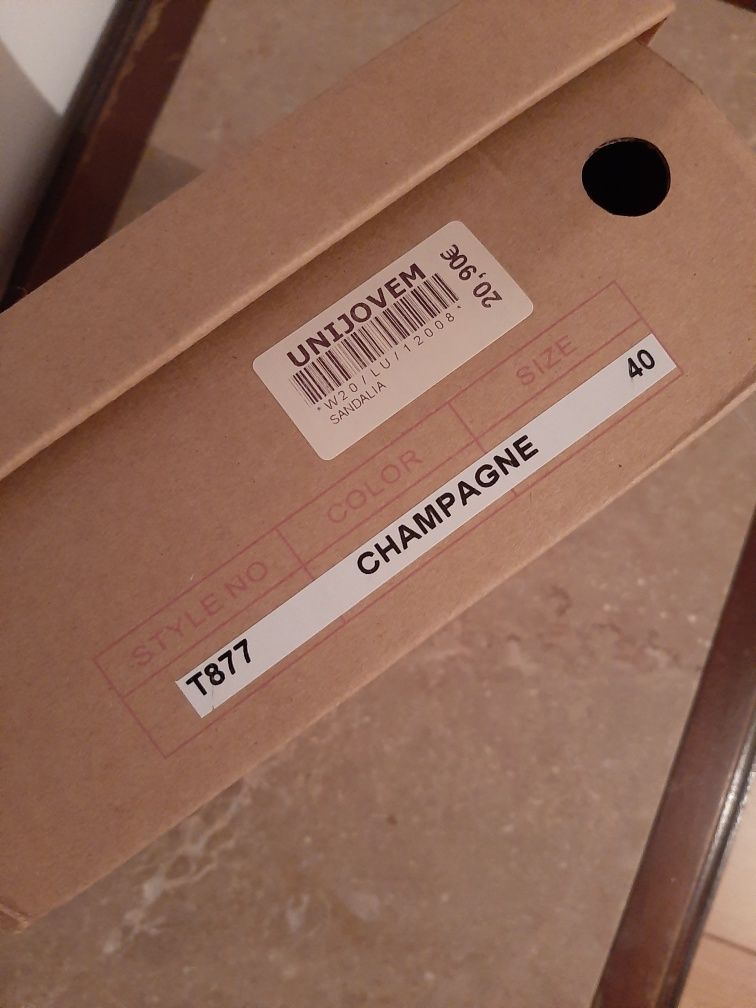 UNIJOVEM
20,90€
*W20/LU/12008*
SANDALIA
STYLE NO COLOR SIZE
T877 CHAMPAGNE 40